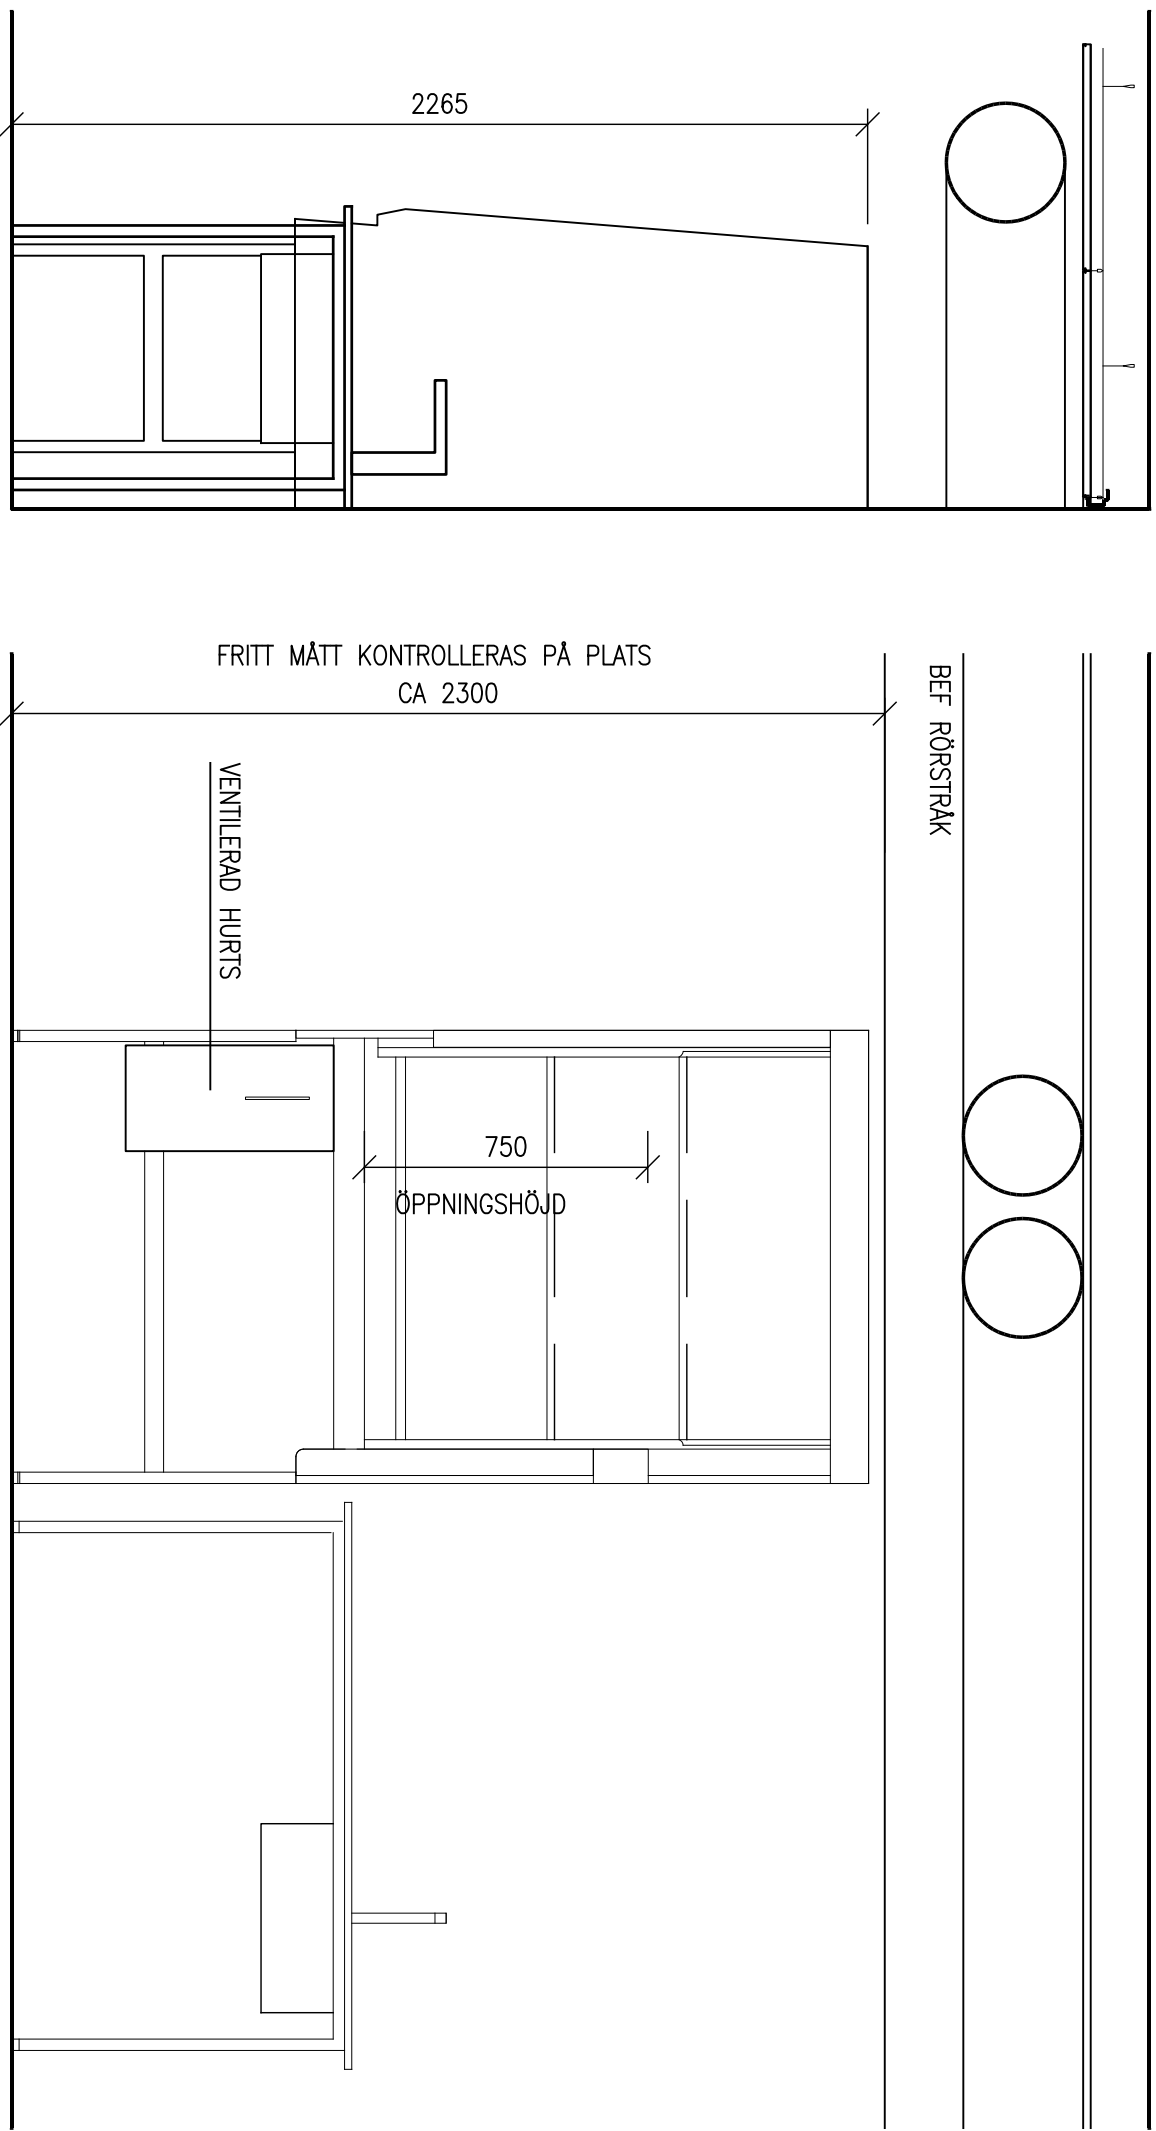 2265
FRITT MÅTT KONTROLLERAS PÅ PLATS
CA 2300
BEF RÖRSTRÅK
VENTILERAD HURTS
750
ÖPPNINGSHÖJD